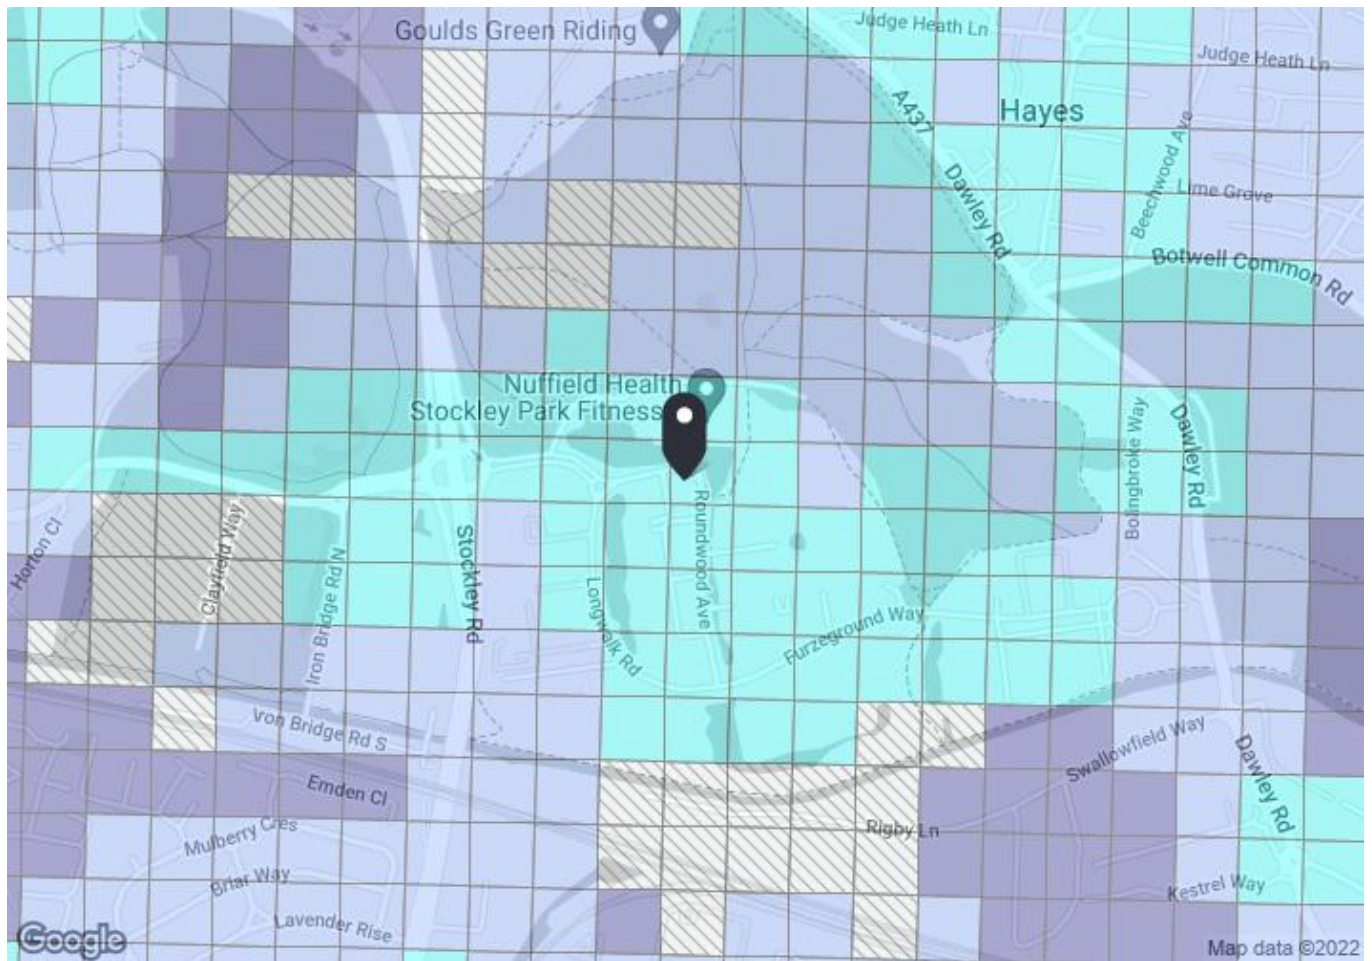 Goulds Green Riding
Judge Heath Ln
Judge Heath Ln
A437
Hayes
Beechwood Ave
Lime Grove
Dawley Rd
Botwell Common Rd
Nuffield Health
Stockley Park Fitness
Bolingbroke Way
Dawley Rd
Horton Cl
Clayfield Way
Iron Bridge Rd N
Stockley Rd
Longwalk Rd
Roundwood Ave
Furzeground Way
Iron Bridge Rd S
Swallowfield Way
Dawley Rd
Emden Cl
Mulberry Cres
Rigby Ln
Briar Way
Kestrel Way
Lavender Rise
Google
Map data ©2022